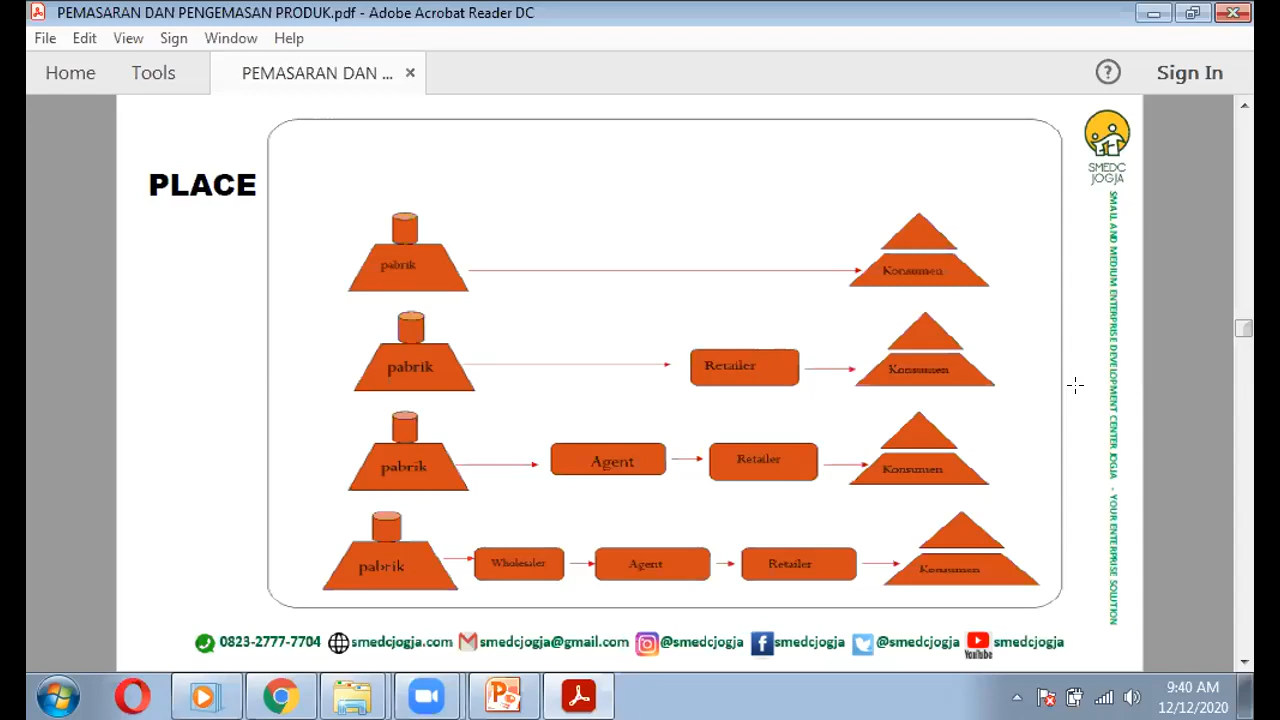 PEMASARAN DAN PENGEMASAN PRODUK.pdf - Adobe Acrobat Reader DC
File Edit View Sign Window Help
Home Tools PEMASARAN DAN ... × ? Sign In
SMEDC
JOGJA
PLACE
pabrik Konsumen
pabrik Retailer Konsumen
pabrik Agent Retailer Konsumen
pabrik Wholesaler Agent Retailer Konsumen
SMALL AND MEDIUM ENTERPRISE DEVELOPMENT CENTER JOGJA - YOUR ENTERPRISE SOLUTION
0823-2777-7704 smedcjogja.com smedcjogja@gmail.com @smedcjogja smedcjogja @smedcjogja YouTube smedcjogja
9:40 AM
12/12/2020